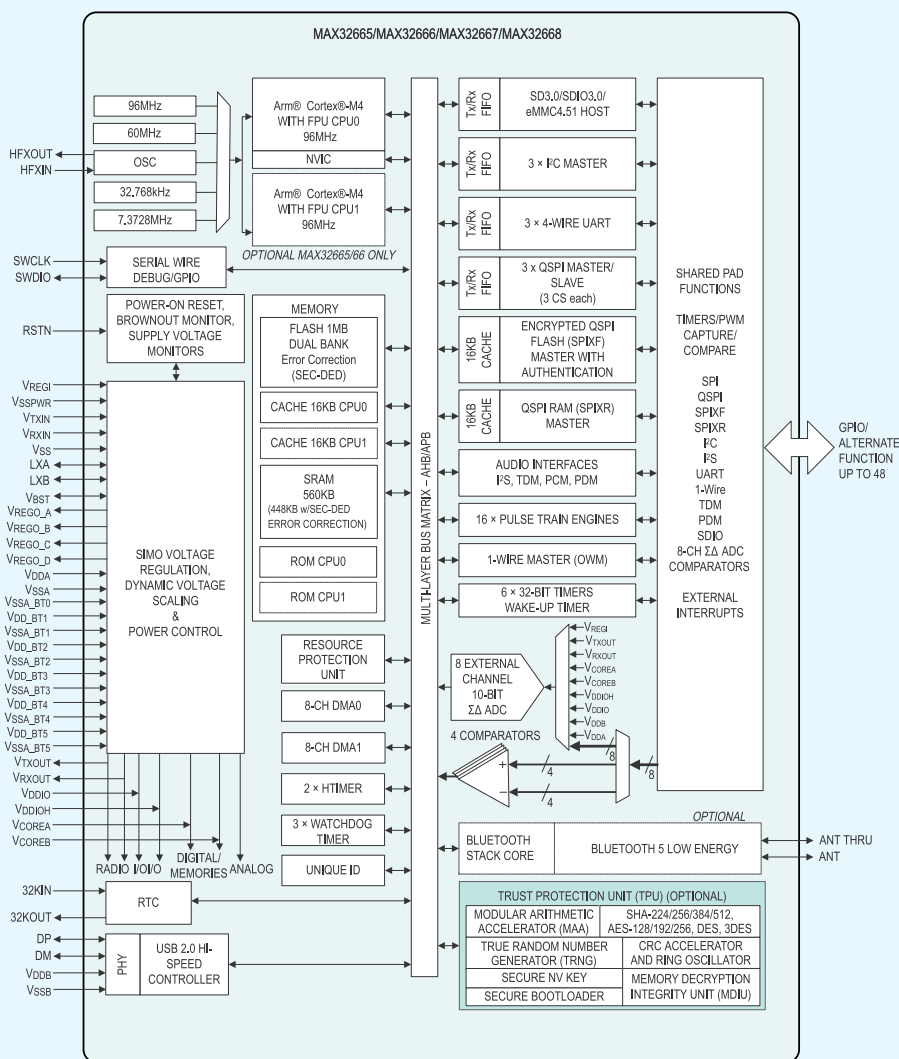 MAX32665/MAX32666/MAX32667/MAX32668
96MHz
60MHz
OSC
32.768kHz
7.3728MHz
HFXOUT
HFXIN
Arm® Cortex®-M4
WITH FPU CPU0
96MHz
NVIC
Arm® Cortex®-M4
WITH FPU CPU1
96MHz
OPTIONAL MAX32665/66 ONLY
SWCLK
SWDIO
SERIAL WIRE
DEBUG/GPIO
RSTN
POWER-ON RESET,
BROWNOUT MONITOR,
SUPPLY VOLTAGE
MONITORS
VREGI
VSSPWR
VTXIN
VRXIN
VSS
LXA
LXB
VBST
VREGO_A
VREGO_B
VREGO_C
VREGO_D
VDDA
VSSA
VSSA_BT0
VDD_BT1
VSSA_BT1
VDD_BT2
VSSA_BT2
VDD_BT3
VSSA_BT3
VDD_BT4
VSSA_BT4
VDD_BT5
VSSA_BT5
VTXOUT
VRXOUT
VDDIO
VDDIOH
VCOREA
VCOREB
SIMO VOLTAGE
REGULATION,
DYNAMIC VOLTAGE
SCALING
&
POWER CONTROL
RADIO I/OI/O
DIGITAL/
MEMORIES
ANALOG
32KIN
32KOUT
RTC
DP
DM
VDDB
VSSB
PHY
USB 2.0 HI-
SPEED
CONTROLLER
MEMORY
FLASH 1MB
DUAL BANK
Error Correction
(SEC-DED)
CACHE 16KB CPU0
CACHE 16KB CPU1
SRAM
560KB
(448KB w/SEC-DED
ERROR CORRECTION)
ROM CPU0
ROM CPU1
RESOURCE
PROTECTION
UNIT
8-CH DMA0
8-CH DMA1
2 × HTIMER
3 × WATCHDOG
TIMER
UNIQUE ID
MULTI-LAYER BUS MATRIX – AHB/APB
Tx/Rx
FIFO
SD3.0/SDIO3.0/
eMMC4.51 HOST
Tx/Rx
FIFO
3 × I²C MASTER
Tx/Rx
FIFO
3 × 4-WIRE UART
Tx/Rx
FIFO
3 x QSPI MASTER/
SLAVE
(3 CS each)
16KB
CACHE
ENCRYPTED QSPI
FLASH (SPIXF)
MASTER WITH
AUTHENTICATION
16KB
CACHE
QSPI RAM (SPIXR)
MASTER
AUDIO INTERFACES
I²S, TDM, PCM, PDM
16 × PULSE TRAIN ENGINES
1-WIRE MASTER (OWM)
6 × 32-BIT TIMERS
WAKE-UP TIMER
8 EXTERNAL
CHANNEL
10-BIT
ΣΔ ADC
VREGI
VTXOUT
VRXOUT
VCOREA
VCOREB
VDDIOH
VDDIO
VDDB
VDDA
8
8
4 COMPARATORS
+
4
−
4
SHARED PAD
FUNCTIONS
TIMERS/PWM
CAPTURE/
COMPARE
SPI
QSPI
SPIXF
SPIXR
I²C
I²S
UART
1-Wire
TDM
PDM
SDIO
8-CH ΣΔ ADC
COMPARATORS
EXTERNAL
INTERRUPTS
GPIO/
ALTERNATE
FUNCTION
UP TO 48
OPTIONAL
BLUETOOTH
STACK CORE
BLUETOOTH 5 LOW ENERGY
ANT THRU
ANT
TRUST PROTECTION UNIT (TPU) (OPTIONAL)
MODULAR ARITHMETIC
ACCELERATOR (MAA)
SHA-224/256/384/512,
AES-128/192/256, DES, 3DES
TRUE RANDOM NUMBER
GENERATOR (TRNG)
CRC ACCELERATOR
AND RING OSCILLATOR
SECURE NV KEY
SECURE BOOTLOADER
MEMORY DECRYPTION
INTEGRITY UNIT (MDIU)